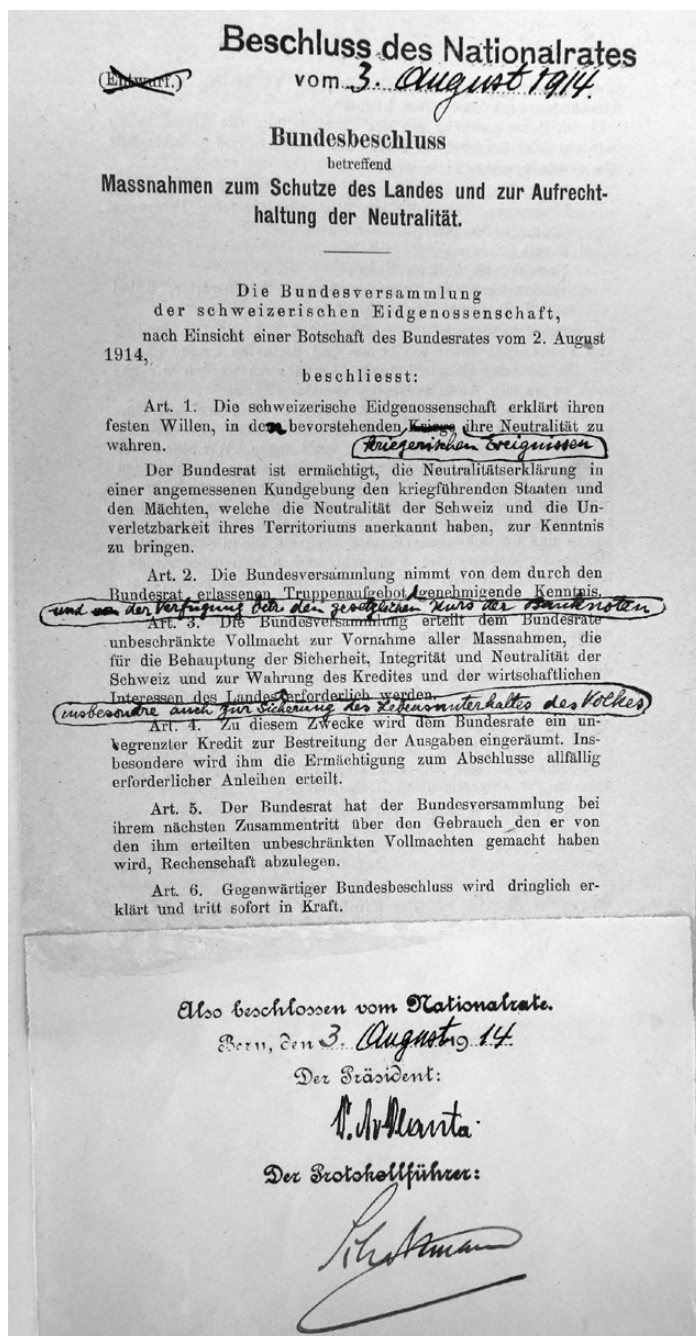 Beschluss des Nationalrates
(Entwurf.)
vom 3. August 1914.
Bundesbeschluss
betreffend
Massnahmen zum Schutze des Landes und zur Aufrecht-
haltung der Neutralität.
Die Bundesversammlung
der schweizerischen Eidgenossenschaft,
nach Einsicht einer Botschaft des Bundesrates vom 2. August
1914,
beschliesst:
Art. 1. Die schweizerische Eidgenossenschaft erklärt ihren
festen Willen, in den bevorstehenden Kriege ihre Neutralität zu
wahren. kriegerischen Ereignissen
Der Bundesrat ist ermächtigt, die Neutralitätserklärung in
einer angemessenen Kundgebung den kriegführenden Staaten und
den Mächten, welche die Neutralität der Schweiz und die Un-
verletzbarkeit ihres Territoriums anerkannt haben, zur Kenntnis
zu bringen.
Art. 2. Die Bundesversammlung nimmt von dem durch den
Bundesrat erlassenen Truppenaufgebot genehmigende Kenntnis.
und von der Verfügung betr. den gesetzlichen Kurs der Banknoten
Art. 3. Die Bundesversammlung erteilt dem Bundesrate
unbeschränkte Vollmacht zur Vornahme aller Massnahmen, die
für die Behauptung der Sicherheit, Integrität und Neutralität der
Schweiz und zur Wahrung des Kredites und der wirtschaftlichen
Interessen des Landes erforderlich werden.
insbesondre auch zur Sicherung des Lebensunterhaltes des Volkes
Art. 4. Zu diesem Zwecke wird dem Bundesrate ein un-
begrenzter Kredit zur Bestreitung der Ausgaben eingeräumt. Ins-
besondere wird ihm die Ermächtigung zum Abschlusse allfällig
erforderlicher Anleihen erteilt.
Art. 5. Der Bundesrat hat der Bundesversammlung bei
ihrem nächsten Zusammentritt über den Gebrauch den er von
den ihm erteilten unbeschränkten Vollmachten gemacht haben
wird, Rechenschaft abzulegen.
Art. 6. Gegenwärtiger Bundesbeschluss wird dringlich er-
klärt und tritt sofort in Kraft.
Also beschlossen vom Nationalrate.
Bern, den 3. August 1914.
Der Präsident:
P. A v Planta.
Der Protokollführer:
Schatzmann